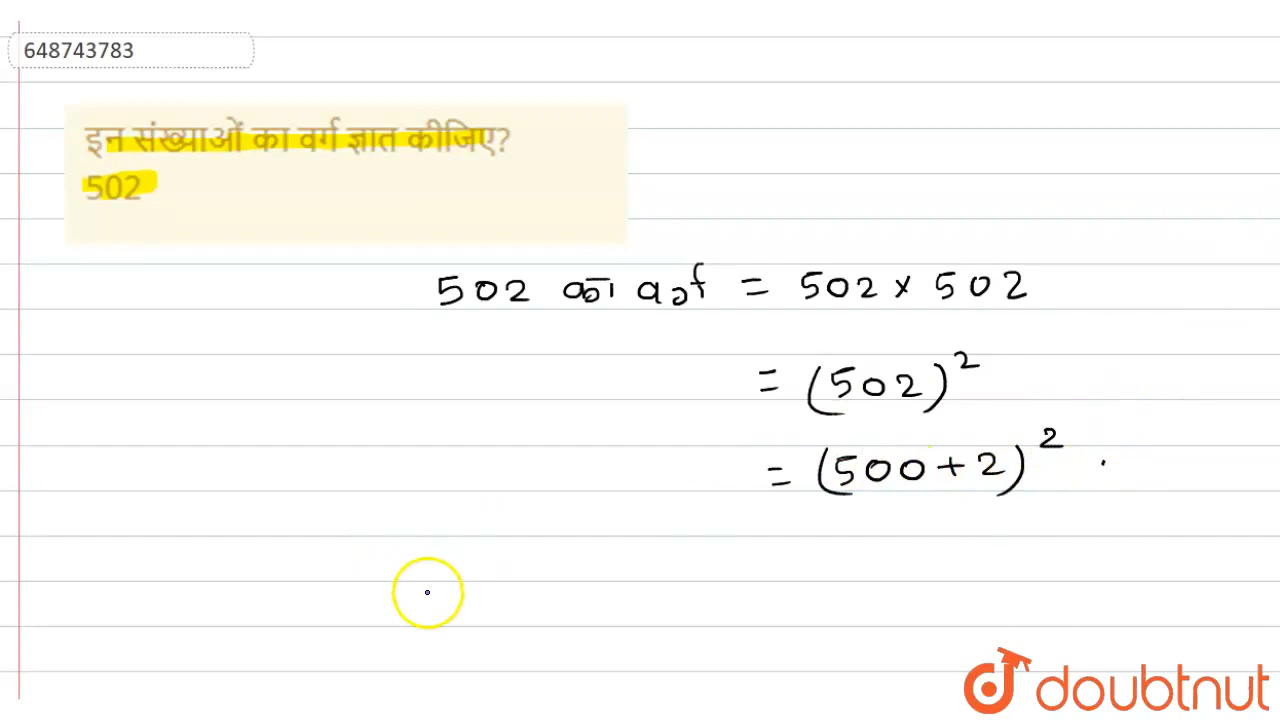 648743783
इन संख्याओं का वर्ग ज्ञात कीजिए?
502
502 का वर्ग = 502 × 502
= (502)²
= (500+2)² .
doubtnut